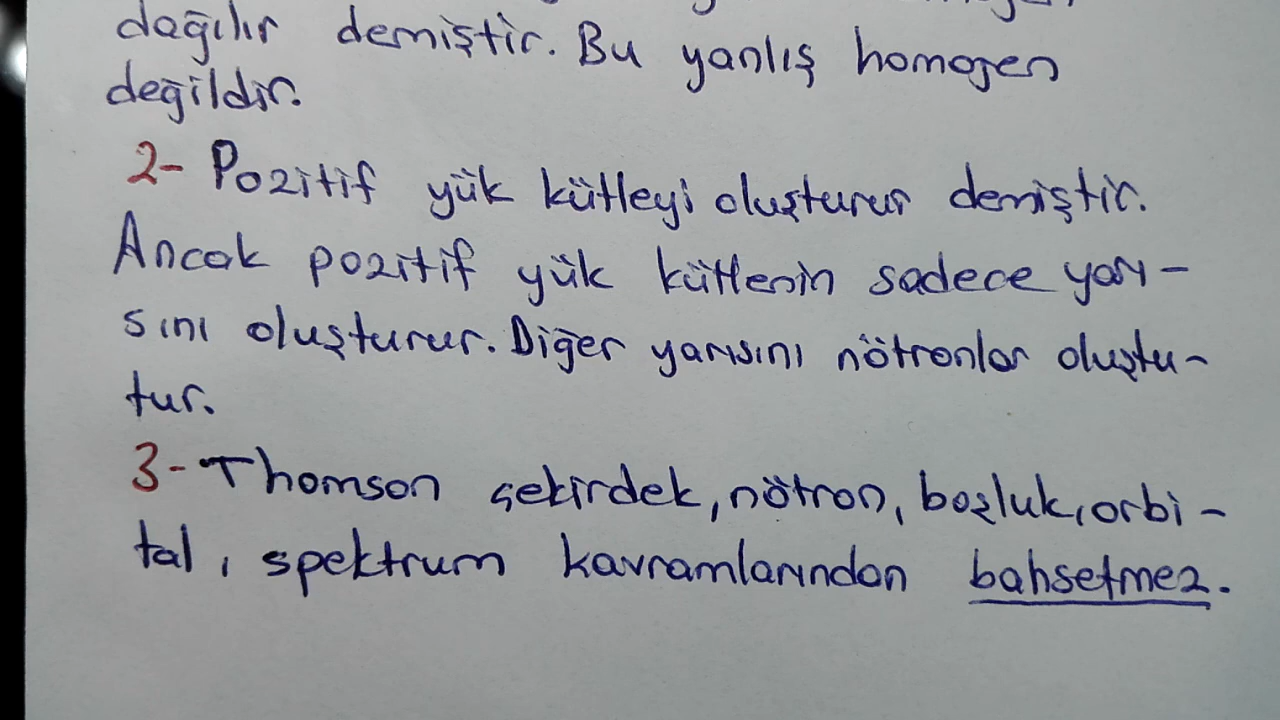 dağılır demiştir. Bu yanlış homojen
değildir.
2- Pozitif yük kütleyi oluşturur demiştir.
Ancak pozitif yük kütlenin sadece yarı-
sını oluşturur. Diğer yarısını nötronlar oluştu-
tur.
3- Thomson çekirdek, nötron, boşluk, orbi-
tal, spektrum kavramlarından bahsetmez.